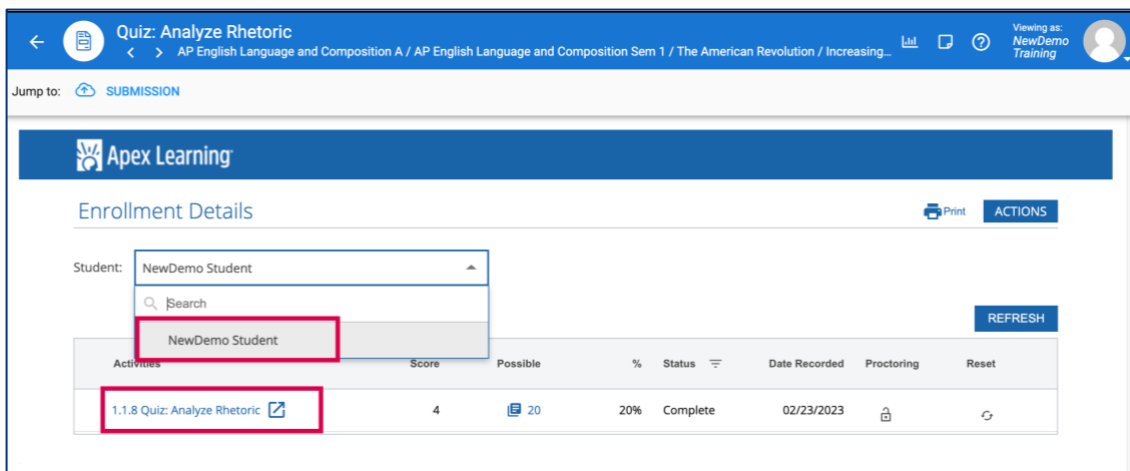 Quiz: Analyze Rhetoric
AP English Language and Composition A / AP English Language and Composition Sem 1 / The American Revolution / Increasing...
Viewing as:
NewDemo
Training
Jump to: SUBMISSION
Apex Learning
Enrollment Details
Print ACTIONS
Student: NewDemo Student
Search
REFRESH
NewDemo Student
Activities Score Possible % Status Date Recorded Proctoring Reset
1.1.8 Quiz: Analyze Rhetoric 4 20 20% Complete 02/23/2023